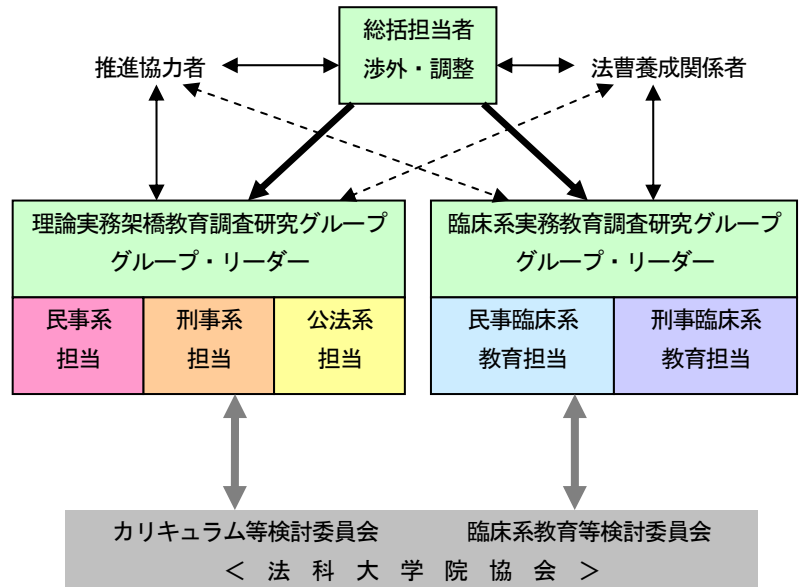 総括担当者
渉外・調整
推進協力者
法曹養成関係者
理論実務架橋教育調査研究グループ
グループ・リーダー
臨床系実務教育調査研究グループ
グループ・リーダー
民事系
担当
刑事系
担当
公法系
担当
民事臨床系
教育担当
刑事臨床系
教育担当
カリキュラム等検討委員会
臨床系教育等検討委員会
＜ 法 科 大 学 院 協 会 ＞